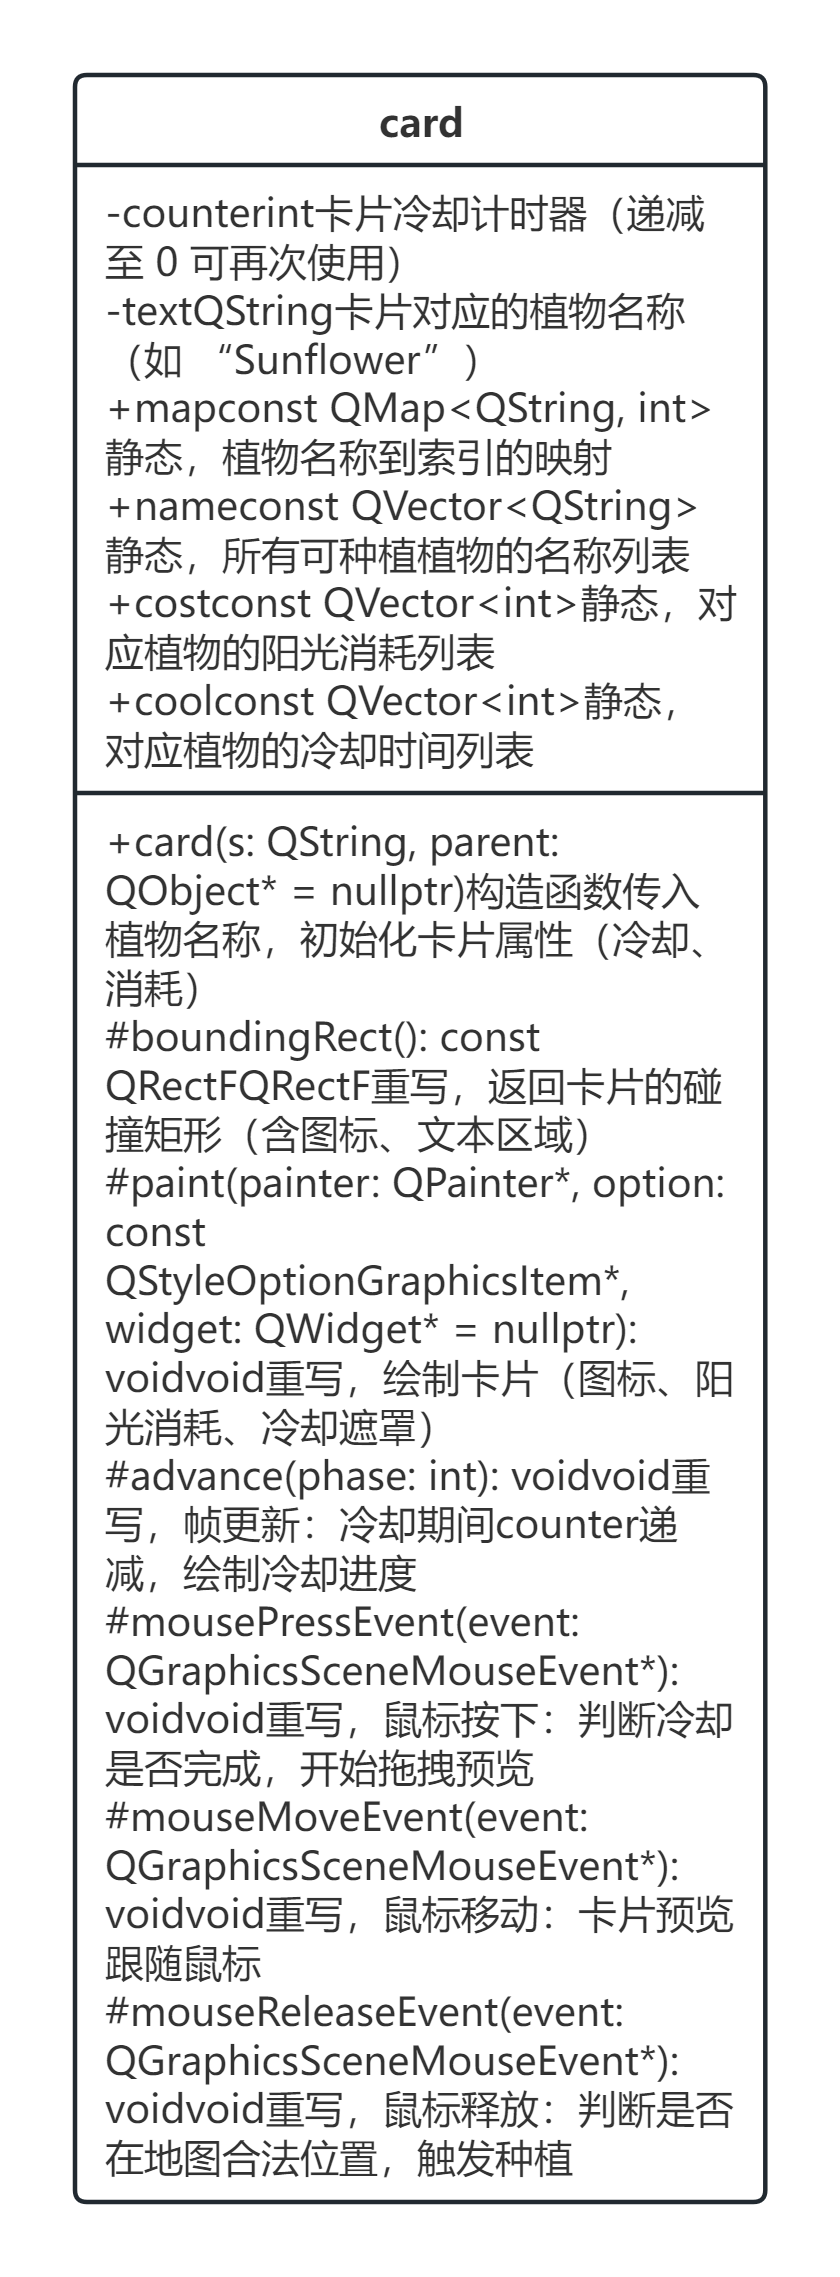 card
-counterint卡片冷却计时器（递减
至 0 可再次使用）
-textQString卡片对应的植物名称
（如 “Sunflower”）
+mapconst QMap<QString, int>
静态，植物名称到索引的映射
+nameconst QVector<QString>
静态，所有可种植植物的名称列表
+costconst QVector<int>静态，对
应植物的阳光消耗列表
+coolconst QVector<int>静态，
对应植物的冷却时间列表
+card(s: QString, parent:
QObject* = nullptr)构造函数传入
植物名称，初始化卡片属性（冷却、
消耗）
#boundingRect(): const
QRectFQRectF重写，返回卡片的碰
撞矩形（含图标、文本区域）
#paint(painter: QPainter*, option:
const
QStyleOptionGraphicsItem*,
widget: QWidget* = nullptr):
voidvoid重写，绘制卡片（图标、阳
光消耗、冷却遮罩）
#advance(phase: int): voidvoid重
写，帧更新：冷却期间counter递
减，绘制冷却进度
#mousePressEvent(event:
QGraphicsSceneMouseEvent*):
voidvoid重写，鼠标按下：判断冷却
是否完成，开始拖拽预览
#mouseMoveEvent(event:
QGraphicsSceneMouseEvent*):
voidvoid重写，鼠标移动：卡片预览
跟随鼠标
#mouseReleaseEvent(event:
QGraphicsSceneMouseEvent*):
voidvoid重写，鼠标释放：判断是否
在地图合法位置，触发种植